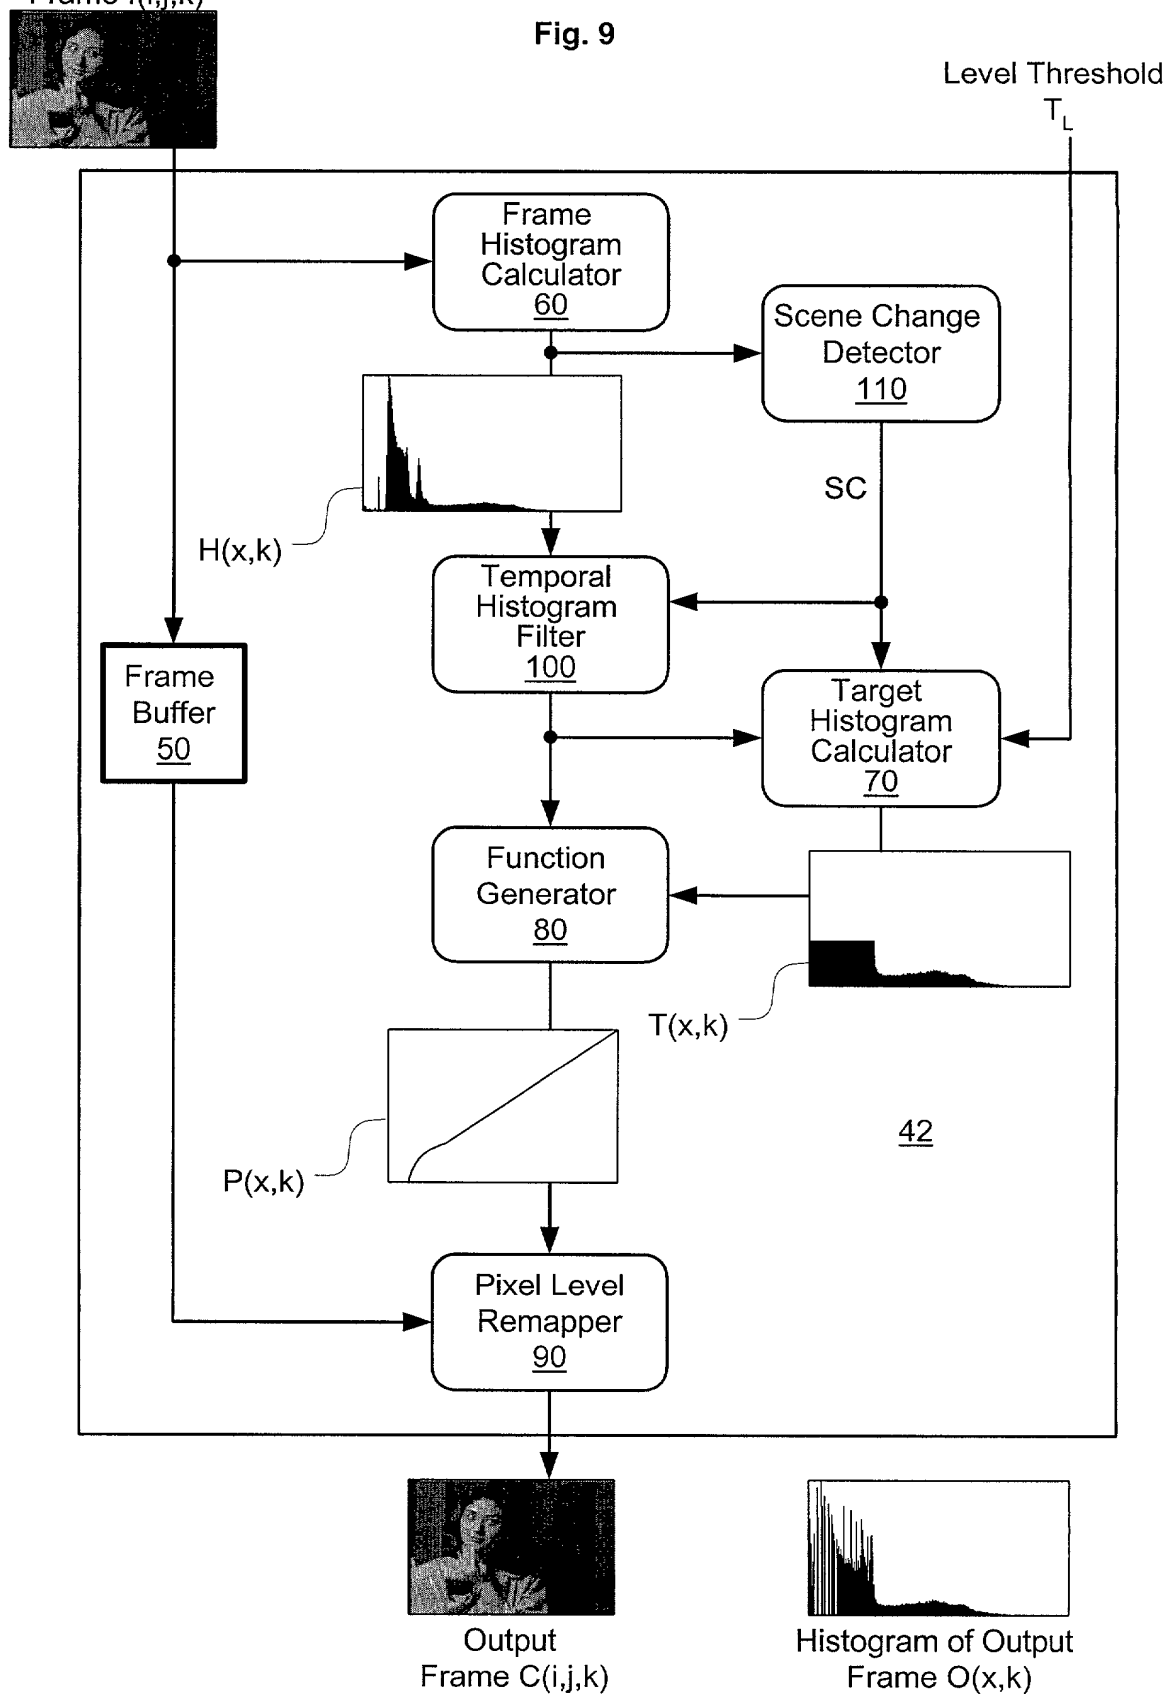 Frame I(i,j,k)
Fig. 9
Level Threshold
T_L
Frame
Histogram
Calculator
60
Scene Change
Detector
110
SC
H(x,k)
Temporal
Histogram
Filter
100
Frame
Buffer
50
Target
Histogram
Calculator
70
Function
Generator
80
T(x,k)
P(x,k)
42
Pixel Level
Remapper
90
Output
Frame C(i,j,k)
Histogram of Output
Frame O(x,k)